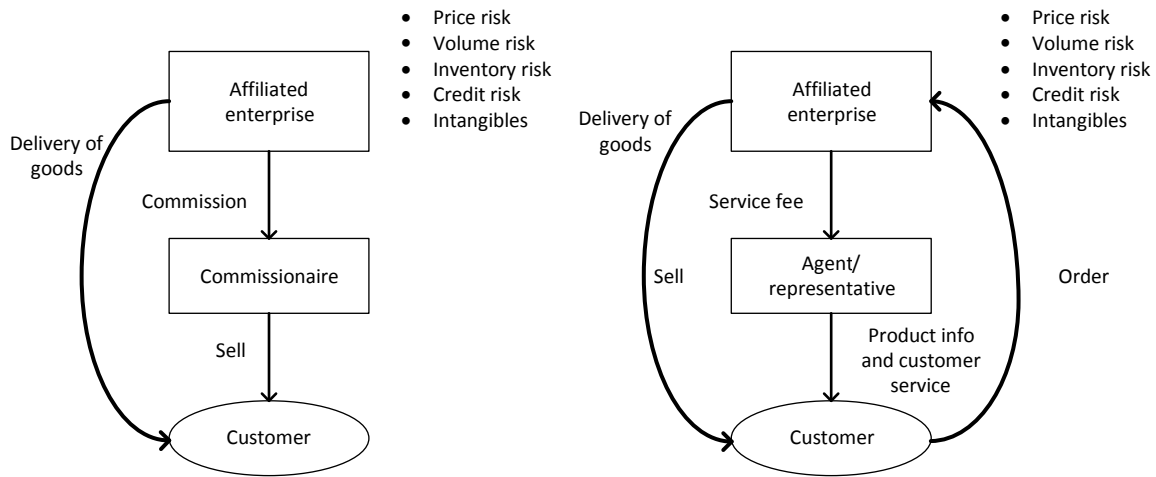 Price risk
Volume risk
Inventory risk
Credit risk
Intangibles
Affiliated
enterprise
Delivery of
goods
Commission
Commissionaire
Sell
Customer
Price risk
Volume risk
Inventory risk
Credit risk
Intangibles
Affiliated
enterprise
Delivery of
goods
Service fee
Sell
Agent/
representative
Order
Product info
and customer
service
Customer